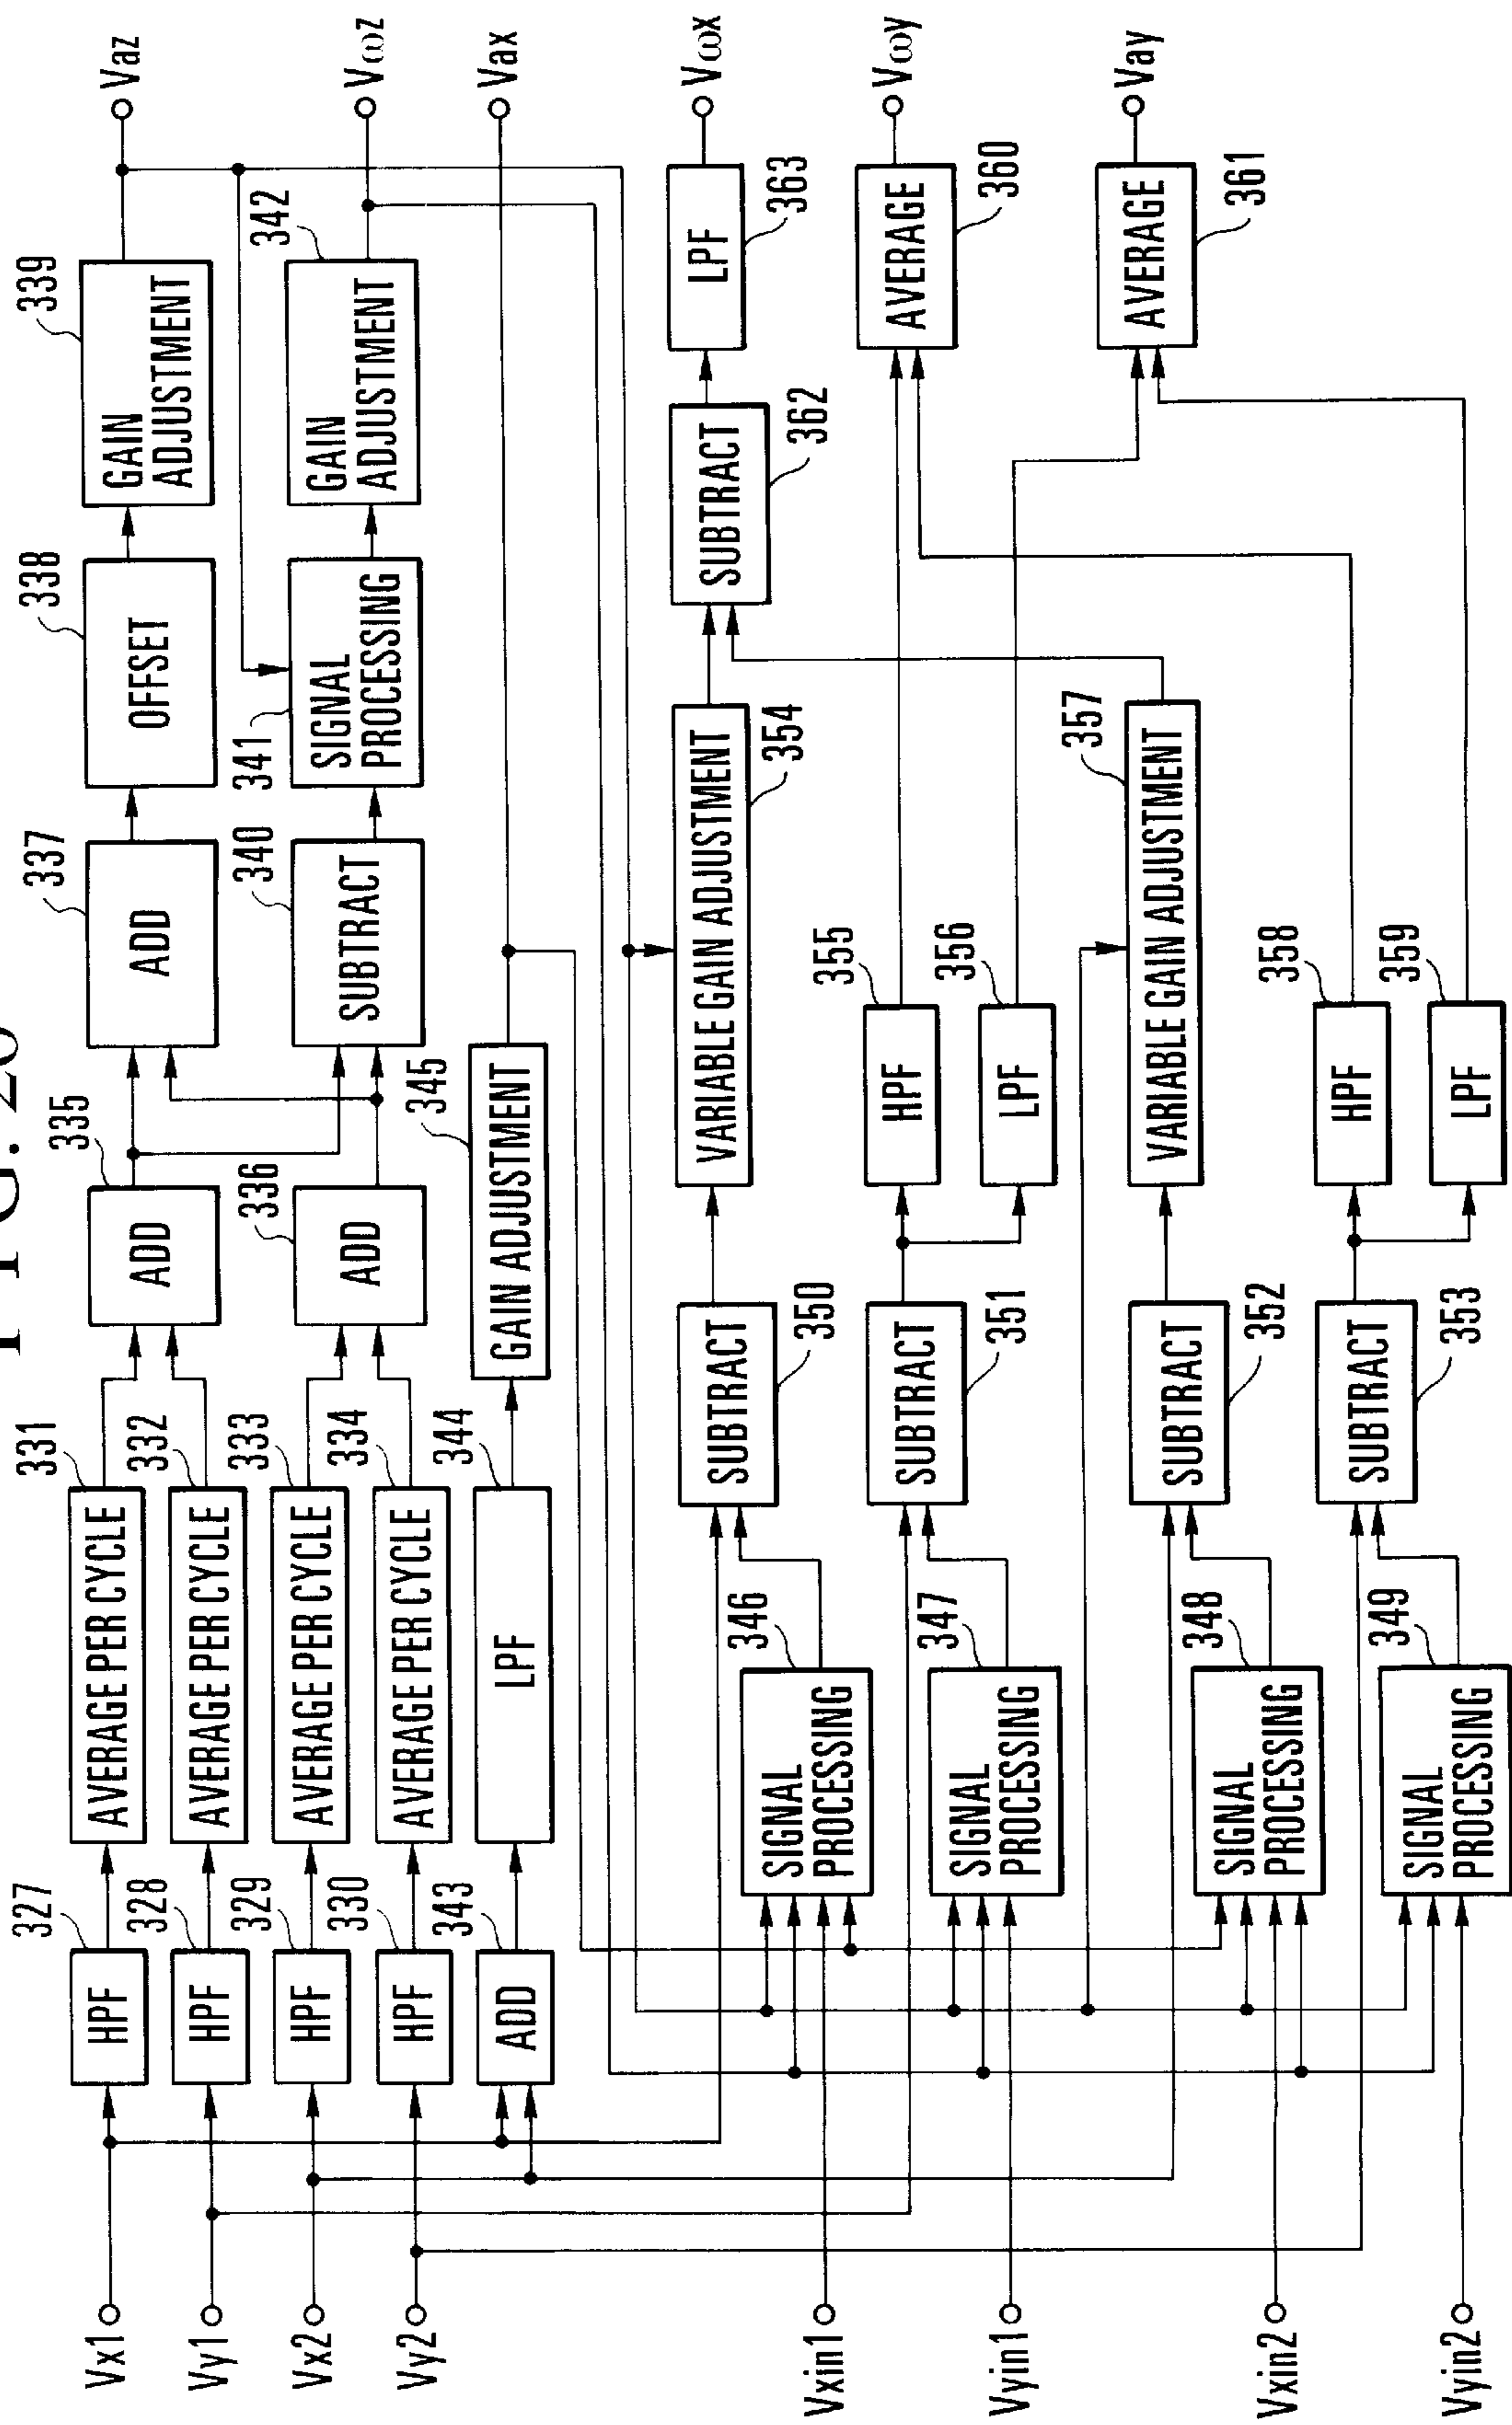 FIG. 20
Vx1
Vy1
Vx2
Vy2
Vxin1
Vyin1
Vxin2
Vyin2
327
HPF
328
HPF
329
HPF
330
HPF
343
ADD
331
AVERAGE PER CYCLE
332
AVERAGE PER CYCLE
333
AVERAGE PER CYCLE
334
AVERAGE PER CYCLE
344
LPF
335
ADD
336
ADD
345
GAIN ADJUSTMENT
337
ADD
340
SUBTRACT
338
OFFSET
341
SIGNAL
PROCESSING
339
GAIN
ADJUSTMENT
342
GAIN
ADJUSTMENT
346
SIGNAL
PROCESSING
347
SIGNAL
PROCESSING
348
SIGNAL
PROCESSING
349
SIGNAL
PROCESSING
350
SUBTRACT
351
SUBTRACT
352
SUBTRACT
353
SUBTRACT
354
VARIABLE GAIN ADJUSTMENT
355
HPF
356
LPF
357
VARIABLE GAIN ADJUSTMENT
358
HPF
359
LPF
362
SUBTRACT
363
LPF
360
AVERAGE
361
AVERAGE
Vaz
Vωz
Vax
Vωx
Vωy
Vay